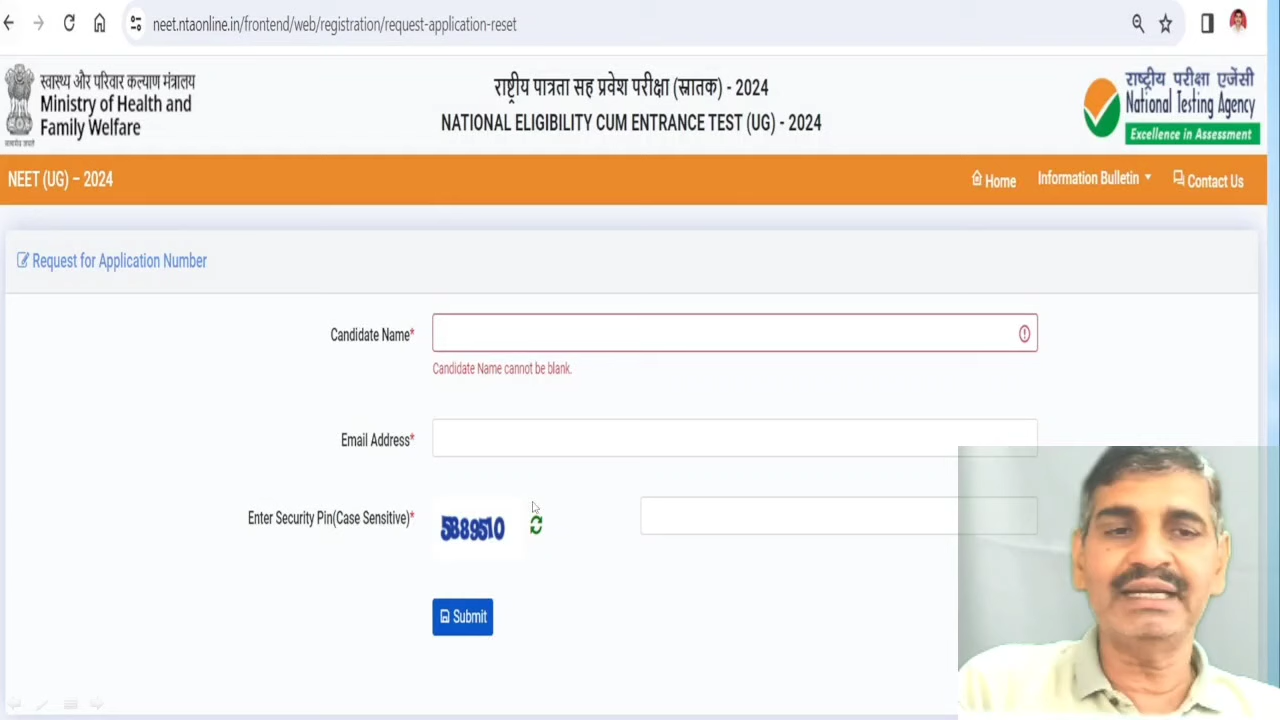 neet.ntaonline.in/frontend/web/registration/request-application-reset
स्वास्थ्य और परिवार कल्याण मंत्रालय
Ministry of Health and
Family Welfare
राष्ट्रीय पात्रता सह प्रवेश परीक्षा (स्नातक) - 2024
NATIONAL ELIGIBILITY CUM ENTRANCE TEST (UG) - 2024
राष्ट्रीय परीक्षा एजेंसी
National Testing Agency
Excellence in Assessment
NEET (UG) – 2024
Home
Information Bulletin
Contact Us
Request for Application Number
Candidate Name*
Candidate Name cannot be blank.
Email Address*
Enter Security Pin(Case Sensitive)*
Submit